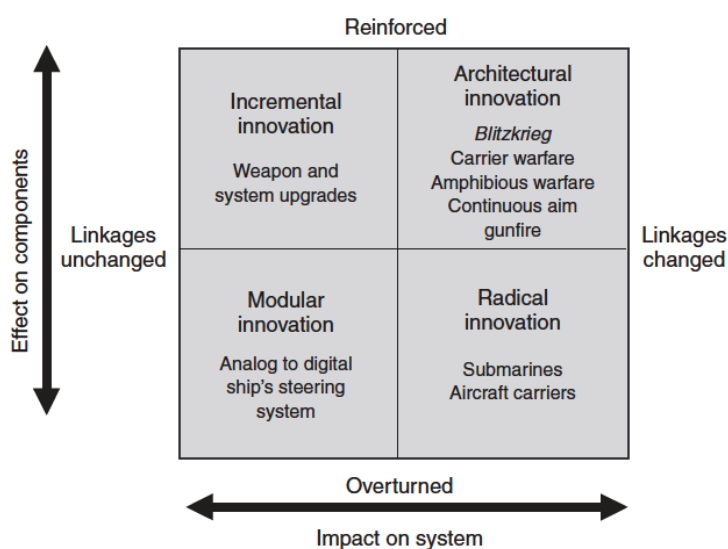 Reinforced
Incremental
innovation
Weapon and
system upgrades
Architectural
innovation
Blitzkrieg
Carrier warfare
Amphibious warfare
Continuous aim
gunfire
Effect on components
Linkages
unchanged
Linkages
changed
Modular
innovation
Analog to digital
ship's steering
system
Radical
innovation
Submarines
Aircraft carriers
Overturned
Impact on system